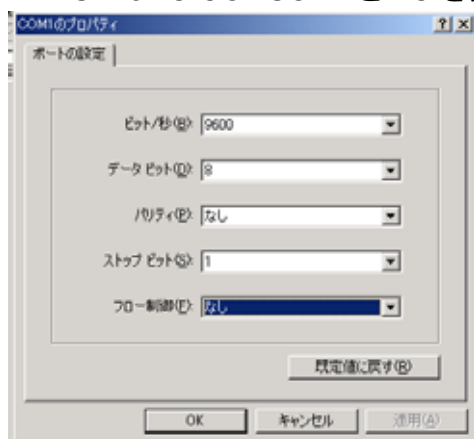 COM1のプロパティ
ポートの設定
ビット/秒(B): 9600
データ ビット(D): 8
パリティ(P): なし
ストップ ビット(S): 1
フロー制御(F): なし
既定値に戻す(R)
OK キャンセル 適用(A)